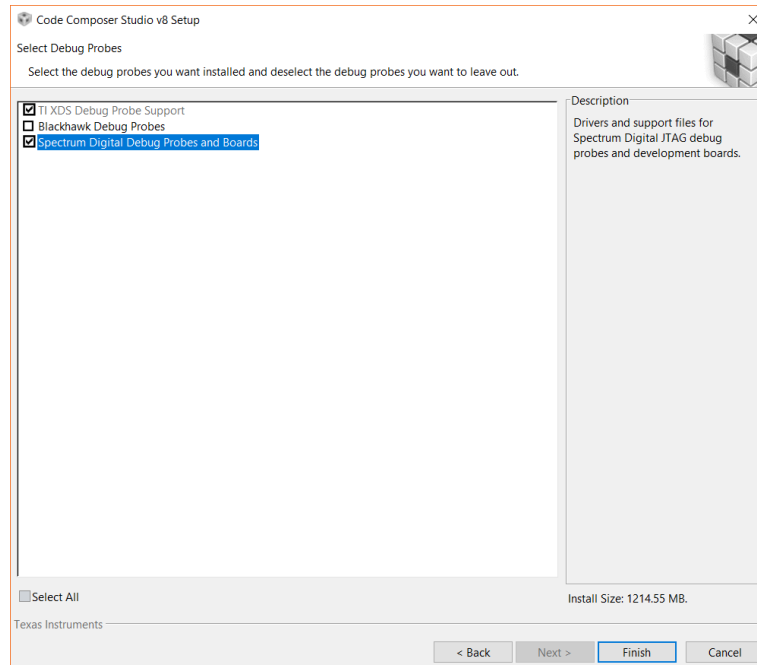 Code Composer Studio v8 Setup
Select Debug Probes
Select the debug probes you want installed and deselect the debug probes you want to leave out.
TI XDS Debug Probe Support
Blackhawk Debug Probes
Spectrum Digital Debug Probes and Boards
Description
Drivers and support files for
Spectrum Digital JTAG debug
probes and development boards.
Select All
Install Size: 1214.55 MB.
Texas Instruments
< Back
Next >
Finish
Cancel